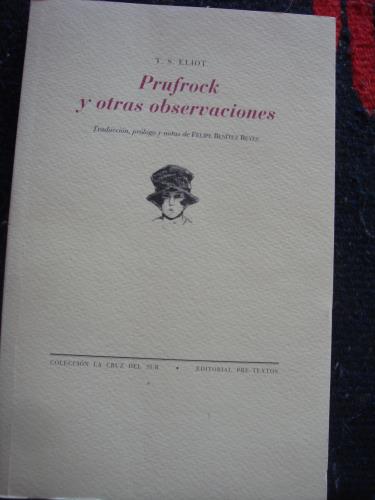 T. S. ELIOT
Prufrock
y otras observaciones
Traducción, prólogo y notas de FELIPE BENÍTEZ REYES
COLECCIÓN LA CRUZ DEL SUR • EDITORIAL PRE-TEXTOS